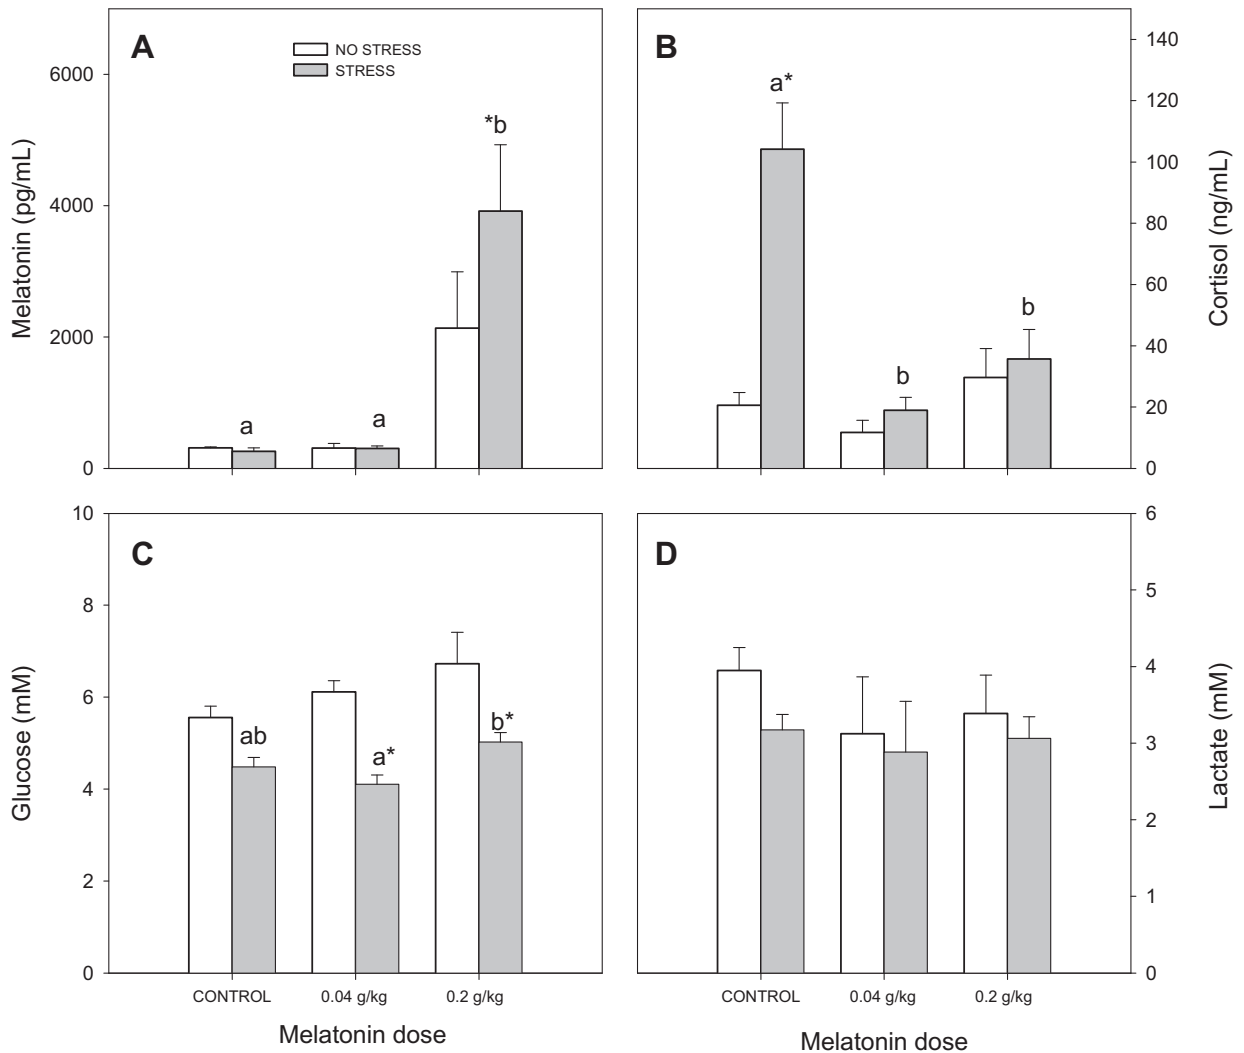 A
NO STRESS
STRESS
Melatonin (pg/mL)
6000
4000
2000
0
a
a
*b
B
Cortisol (ng/mL)
140
120
100
80
60
40
20
0
a*
b
b
C
Glucose (mM)
10
8
6
4
2
0
ab
a*
b*
CONTROL
0.04 g/kg
0.2 g/kg
Melatonin dose
D
Lactate (mM)
6
5
4
3
2
1
0
CONTROL
0.04 g/kg
0.2 g/kg
Melatonin dose